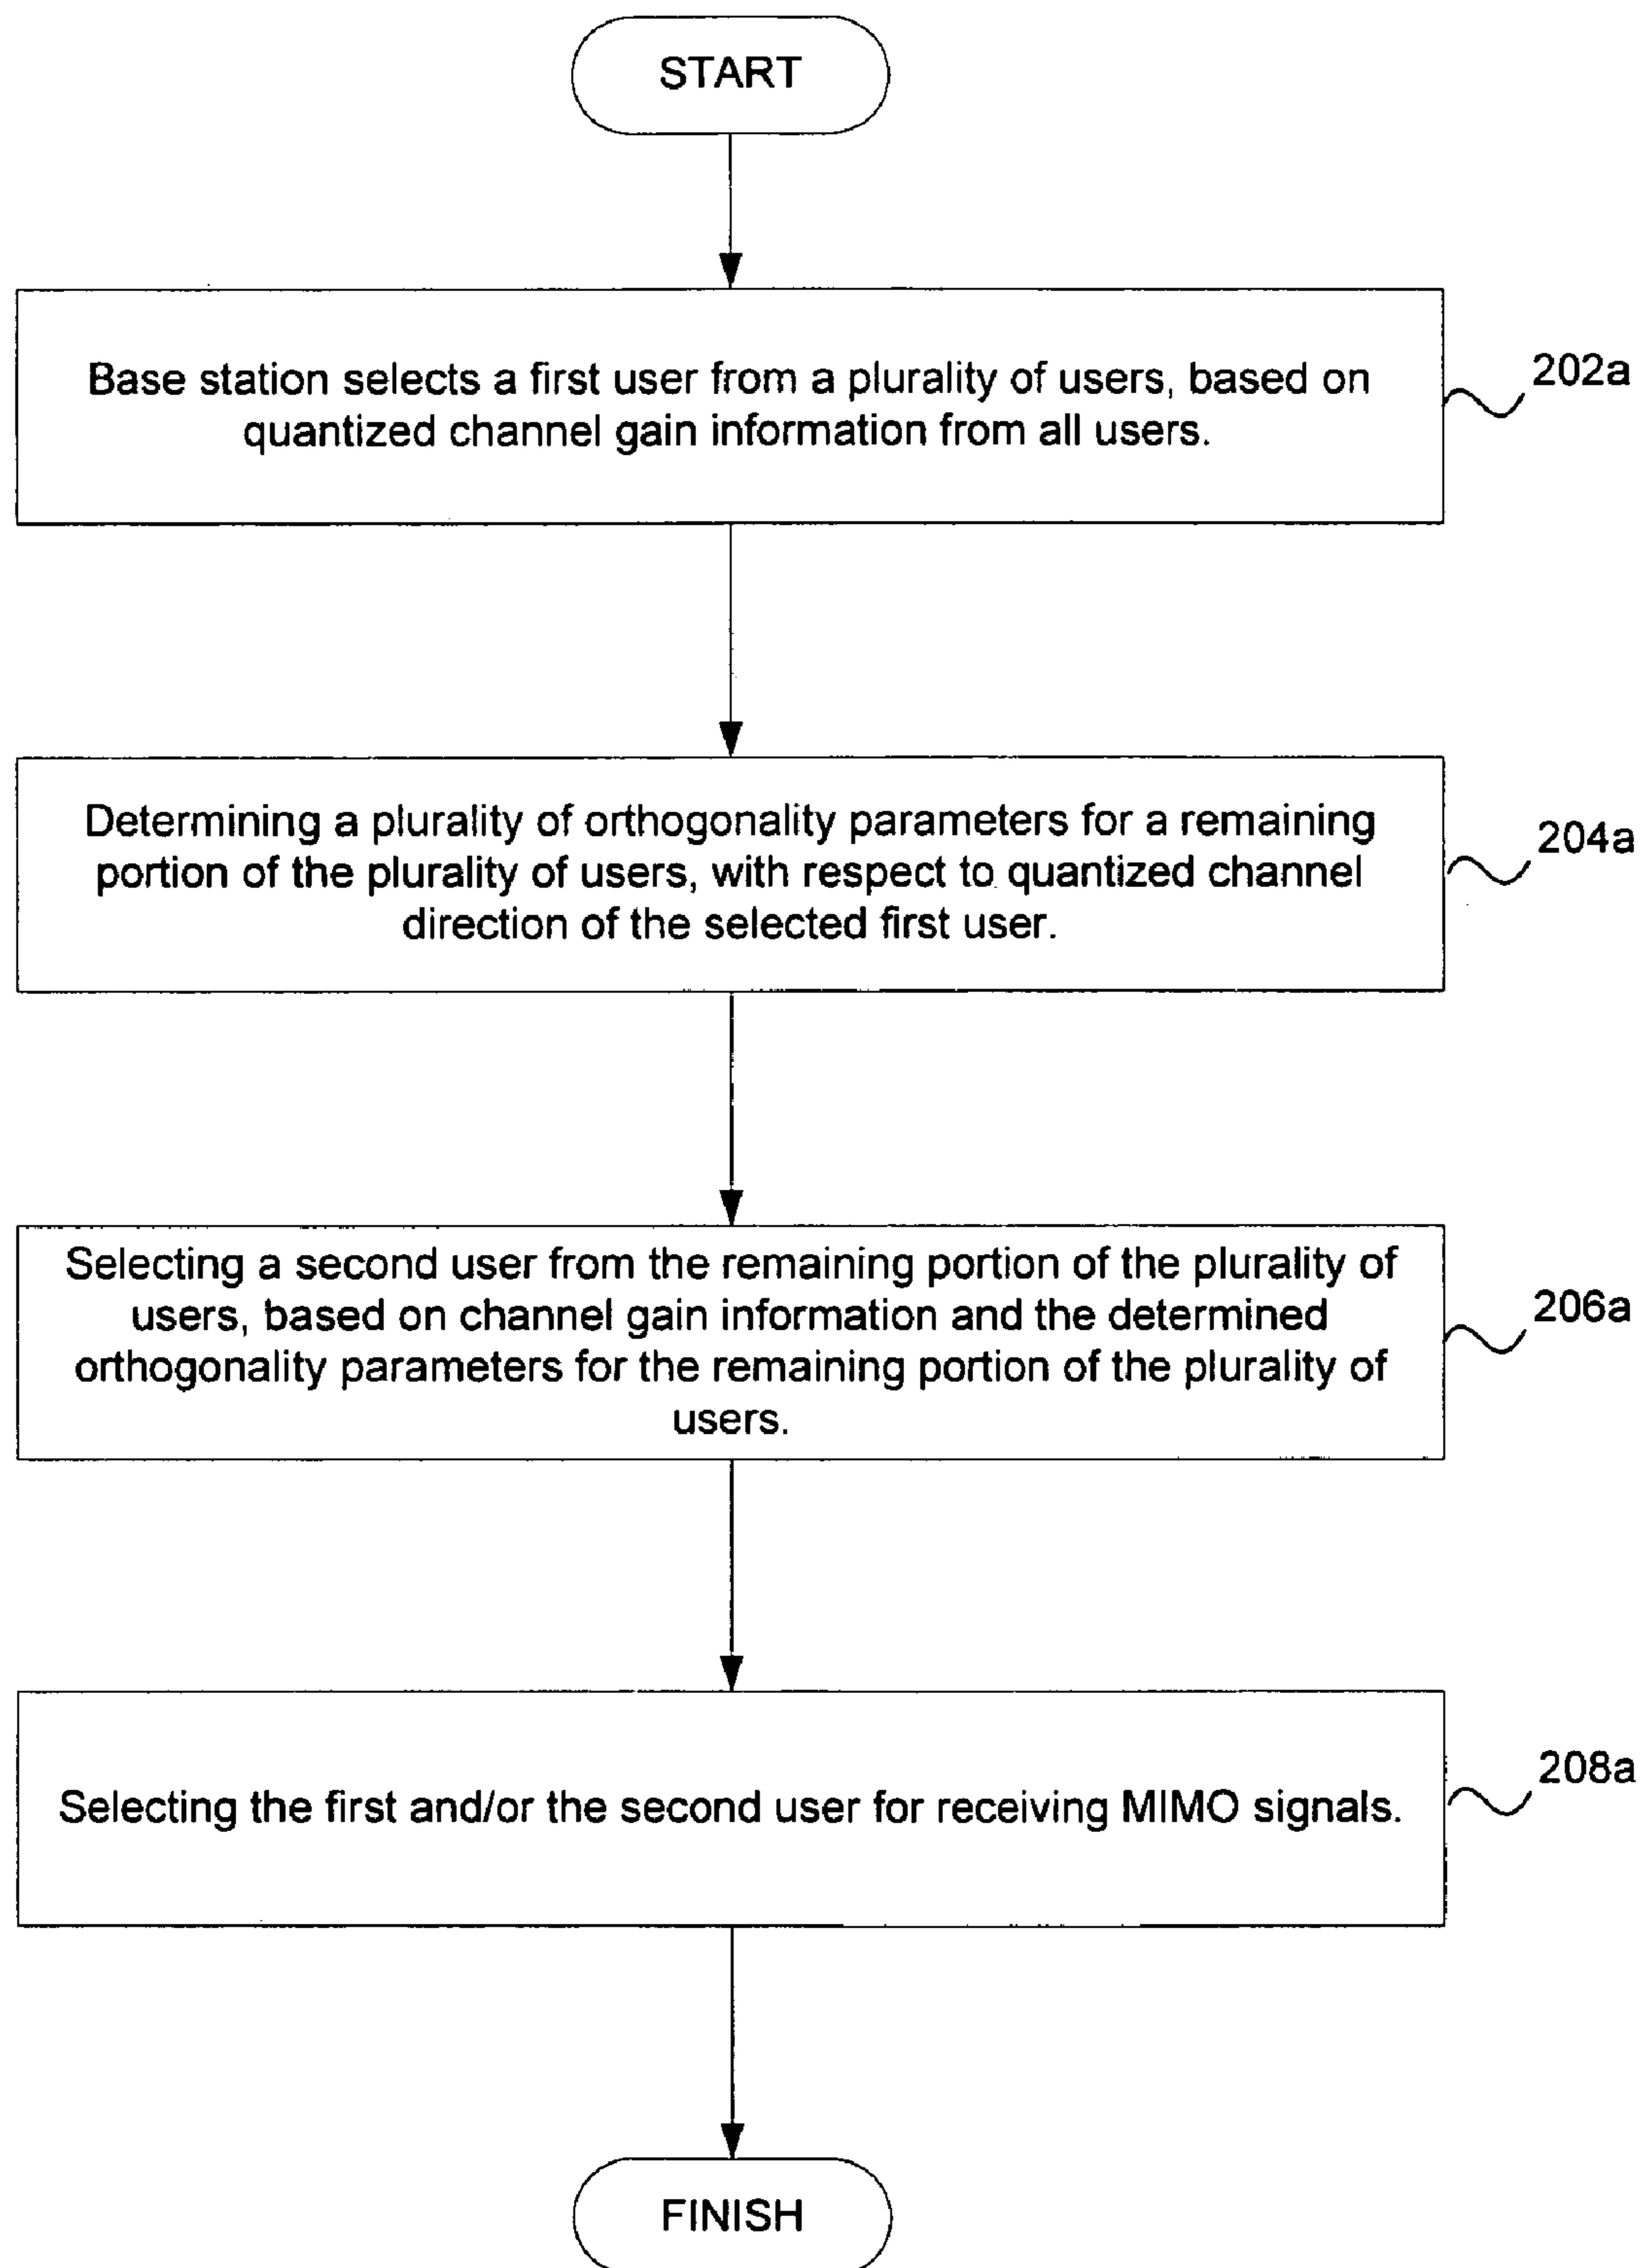 START
Base station selects a first user from a plurality of users, based on
quantized channel gain information from all users.
202a
Determining a plurality of orthogonality parameters for a remaining
portion of the plurality of users, with respect to quantized channel
direction of the selected first user.
204a
Selecting a second user from the remaining portion of the plurality of
users, based on channel gain information and the determined
orthogonality parameters for the remaining portion of the plurality of
users.
206a
Selecting the first and/or the second user for receiving MIMO signals.
208a
FINISH